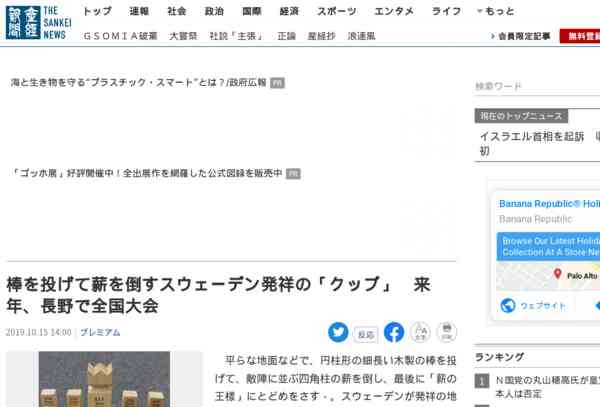 産経新聞 THE SANKEI NEWS
トップ 速報 社会 政治 国際 経済 スポーツ エンタメ ライフ もっと
ＧＳＯＭＩＡ破棄 大嘗祭 社説「主張」 正論 産経抄 浪速風
会員限定記事 無料登録
海と生き物を守る“プラスチック・スマート”とは？/政府広報 PR
検索ワード
現在のトップニュース
イスラエル首相を起訴
初
「ゴッホ展」好評開催中！全出展作を網羅した公式図録を販売中 PR
Banana Republic® Holi
Banana Republic
Browse Our Latest Holida
Collection At A Store Ne
Palo Alto
ウェブサイト
棒を投げて薪を倒すスウェーデン発祥の「クッブ」 来
年、長野で全国大会
2019.10.15 14:00 プレミアム
反応
印刷
平らな地面などで、円柱形の細長い木製の棒を投
げて、敵陣に並ぶ四角柱の薪を倒し、最後に「薪の
王様」にとどめをさす－。スウェーデンが発祥の地
ランキング
1 Ｎ国党の丸山穂高氏が皇
本人は否定